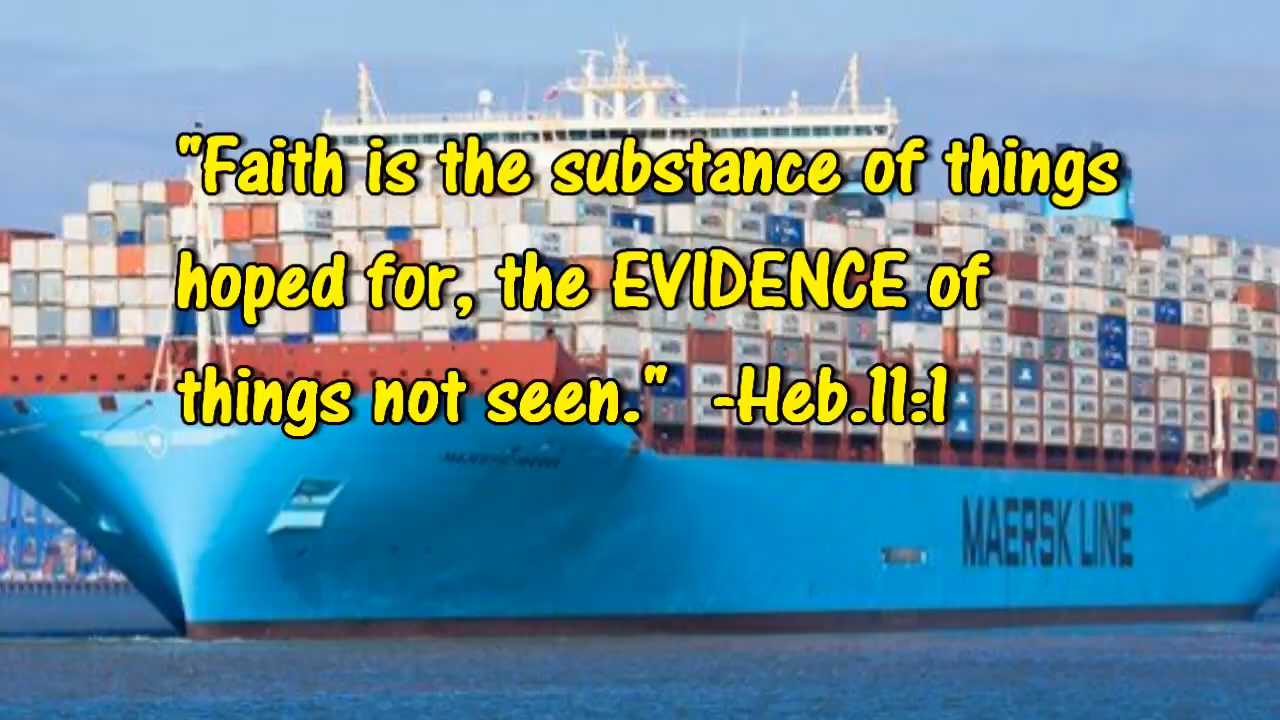 "Faith is the substance of things
hoped for, the EVIDENCE of
things not seen." -Heb.11:1
MAERSK LINE